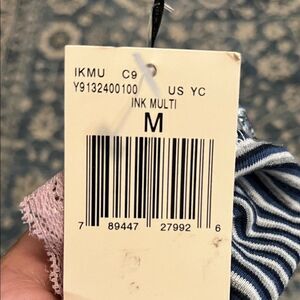 IKMU C9
Y9132400100 US YC
INK MULTI
M
7 89447 27992 6